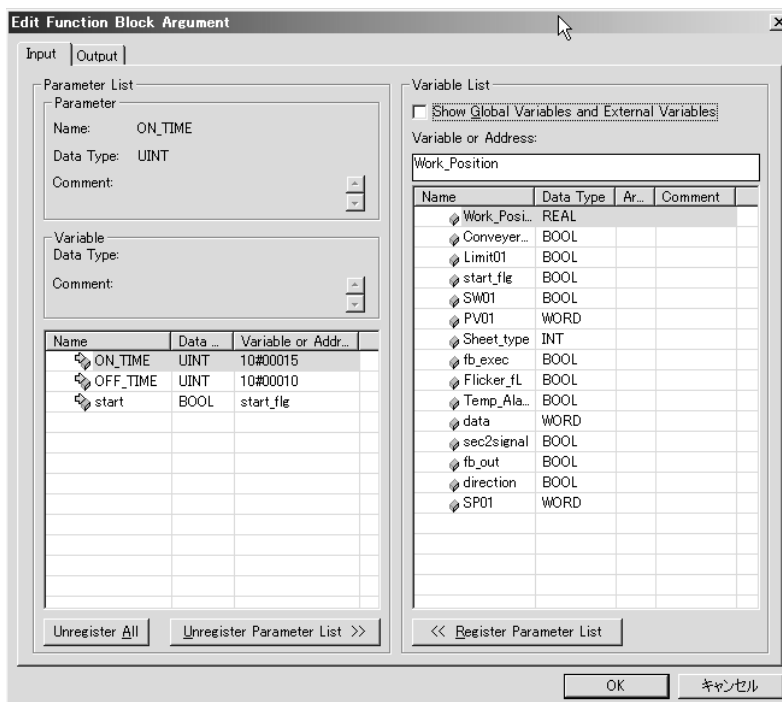 Edit Function Block Argument
Input
Output
Parameter List
Parameter
Name: ON_TIME
Data Type: UINT
Comment:
Variable
Data Type:
Comment:
Name Data ... Variable or Addr...
ON_TIME UINT 10#00015
OFF_TIME UINT 10#00010
start BOOL start_flg
Unregister All
Unregister Parameter List >>
Variable List
Show Global Variables and External Variables
Variable or Address:
Work_Position
Name Data Type Ar... Comment
Work_Posi... REAL
Conveyer... BOOL
Limit01 BOOL
start_flg BOOL
SW01 BOOL
PV01 WORD
Sheet_type INT
fb_exec BOOL
Flicker_fL BOOL
Temp_Ala... BOOL
data WORD
sec2signal BOOL
fb_out BOOL
direction BOOL
SP01 WORD
<< Register Parameter List
OK
キャンセル